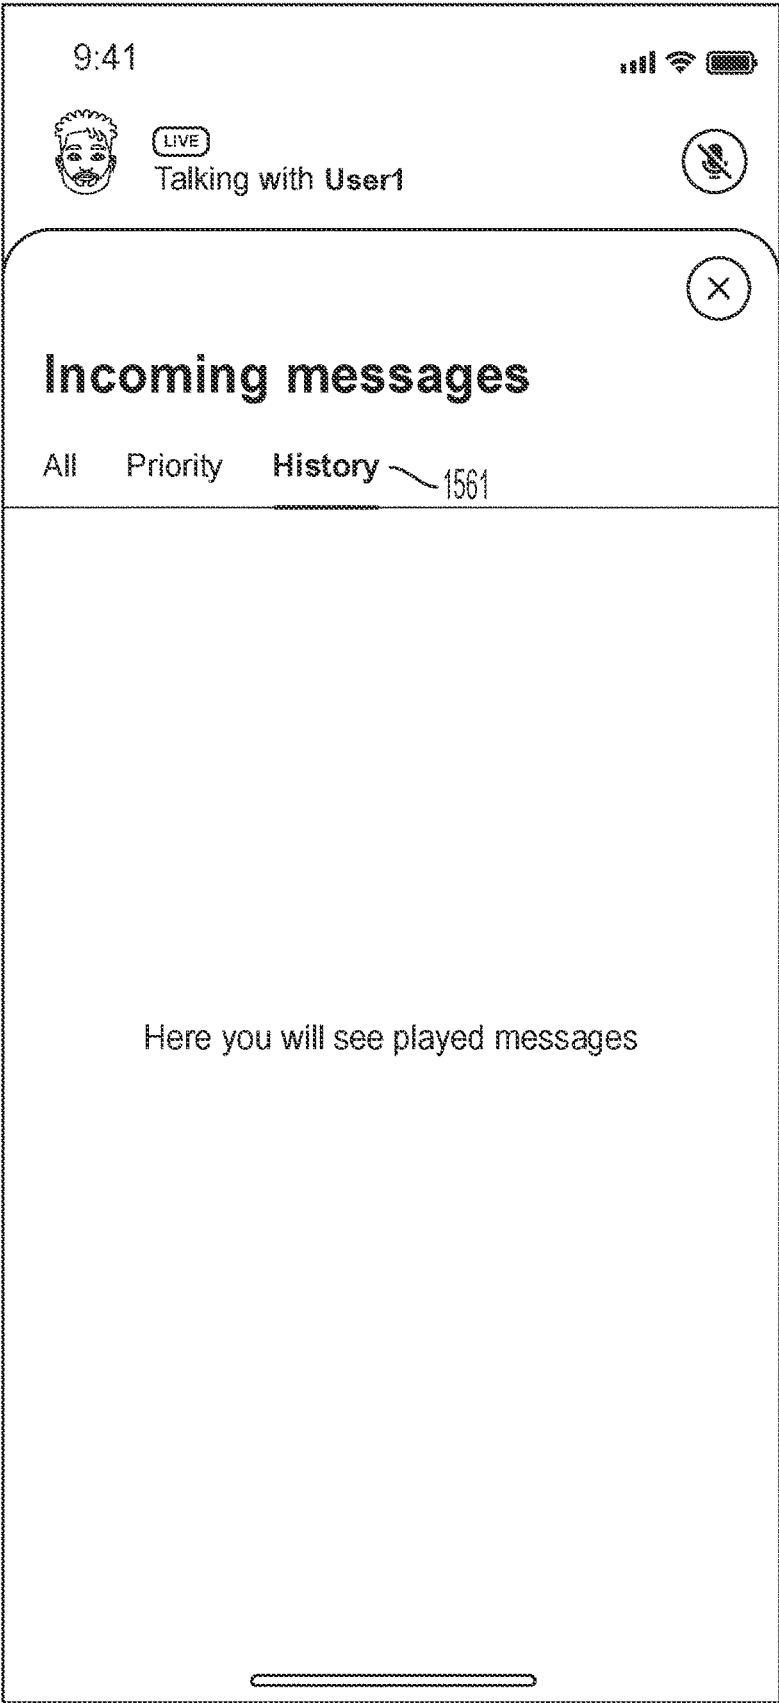 9:41
LIVE
Talking with User1
Incoming messages
All Priority History 1561
Here you will see played messages